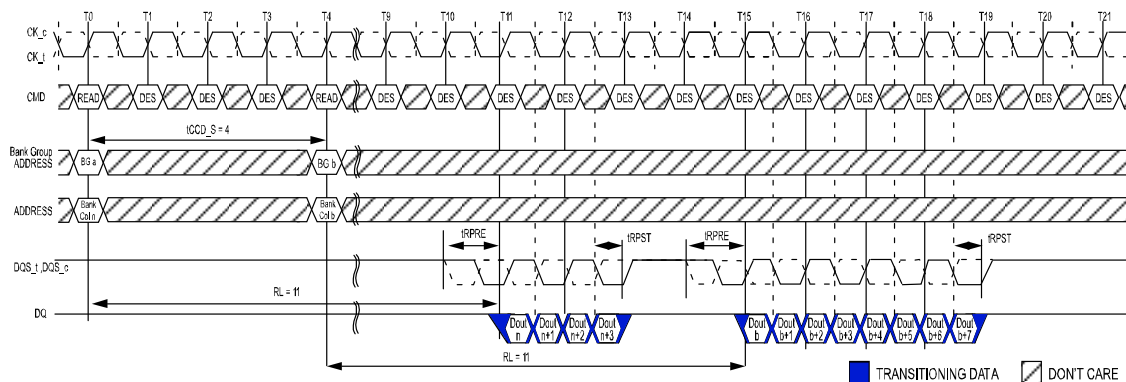 T0 T1 T2 T3 T4 T9 T10 T11 T12 T13 T14 T15 T16 T17 T18 T19 T20 T21
CK_c
CK_t
CMD READ DES DES DES READ DES DES DES DES DES DES DES DES DES DES DES DES DES
tCCD_S = 4
Bank Group
ADDRESS BG a BG b
ADDRESS Bank Col n Bank Col b
tRPRE tRPST tRPRE tRPST
DQS_t ,DQS_c
RL = 11
DQ Dout n Dout n+1 Dout n+2 Dout n+3 Dout b Dout b+1 Dout b+2 Dout b+3 Dout b+4 Dout b+5 Dout b+6 Dout b+7
RL = 11
TRANSITIONING DATA DON'T CARE